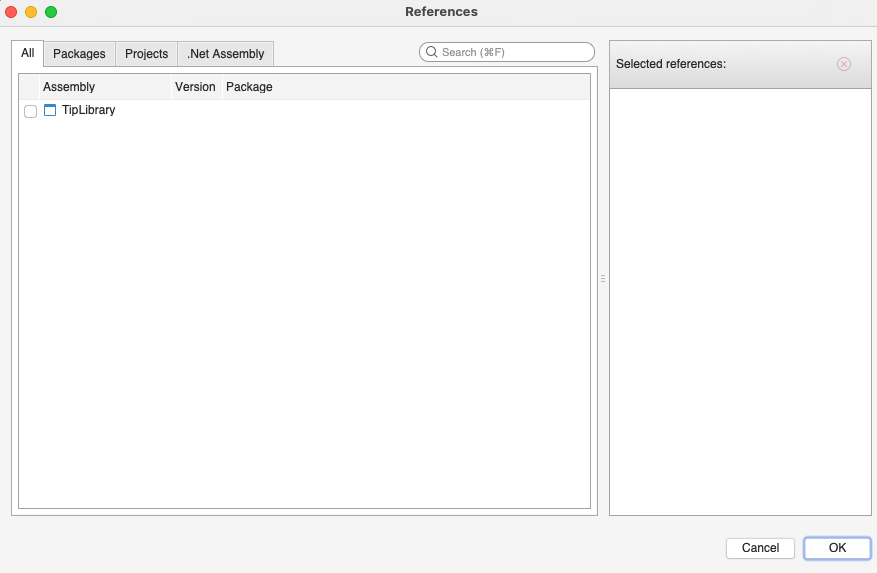 References
All Packages Projects .Net Assembly Search (⌘F)
Selected references:
Assembly Version Package
TipLibrary
Cancel OK